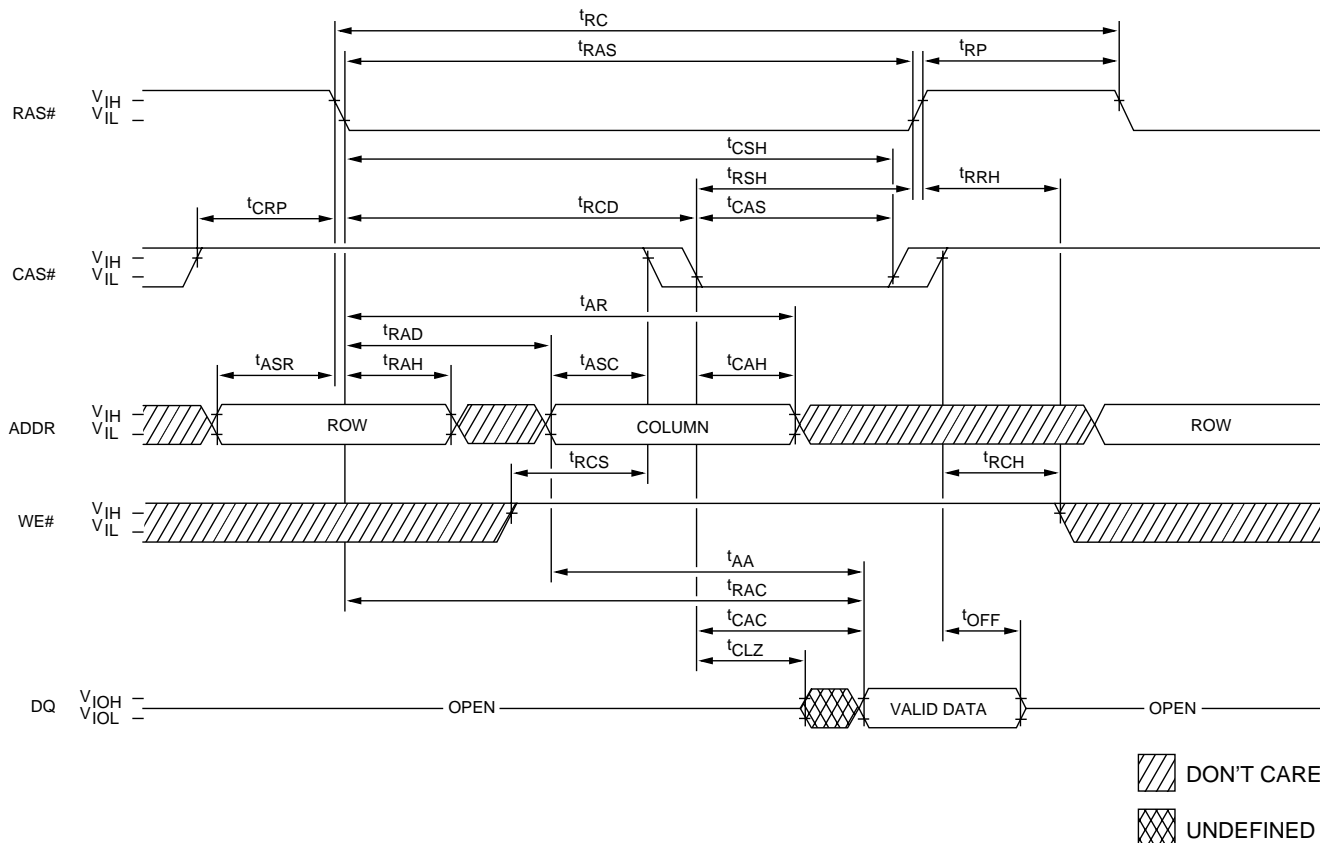 tRC
tRAS
tRP
RAS#
VIH
VIL
tCSH
tRSH
tRRH
tCRP
tRCD
tCAS
CAS#
VIH
VIL
tAR
tRAD
tASR
tRAH
tASC
tCAH
ADDR
VIH
VIL
ROW
COLUMN
ROW
tRCS
tRCH
WE#
VIH
VIL
tAA
tRAC
tCAC
tOFF
tCLZ
DQ
VIOH
VIOL
OPEN
VALID DATA
OPEN
DON'T CARE
UNDEFINED